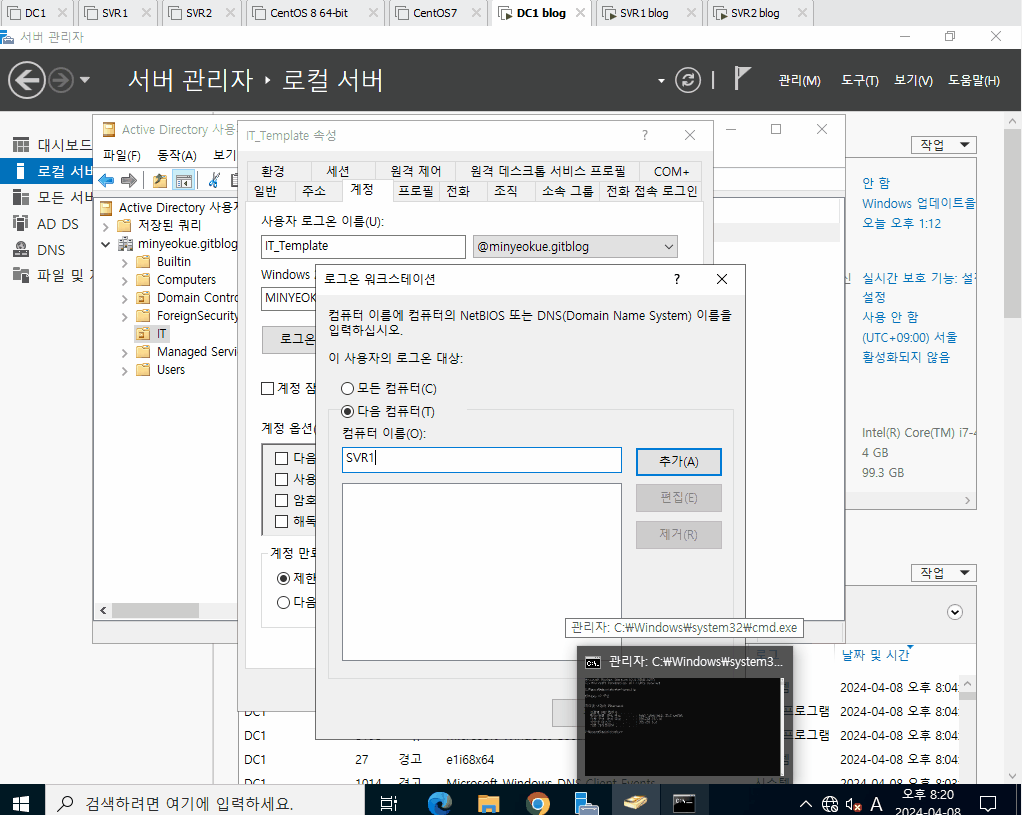 DC1
SVR1
SVR2
CentOS 8 64-bit
CentOS7
DC1 blog
SVR1 blog
SVR2 blog
서버 관리자
서버 관리자 ‣ 로컬 서버
관리(M)
도구(T)
보기(V)
도움말(H)
대시보드
로컬 서버
모든 서버
AD DS
DNS
파일 및
Active Directory 사용
파일(F)
동작(A)
보기
Active Directory 사용자
저장된 쿼리
minyeokue.gitblog
Builtin
Computers
Domain Contro
ForeignSecurity
IT
Managed Servi
Users
IT_Template 속성
환경
세션
원격 제어
원격 데스크톱 서비스 프로필
COM+
일반
주소
계정
프로필
전화
조직
소속 그룹
전화 접속 로그인
사용자 로그온 이름(U):
IT_Template
@minyeokue.gitblog
Windows
MINYEOK
로그온
계정 잠
계정 옵션(
다음
사용
암호
해독
계정 만료
제한
다음
로그온 워크스테이션
컴퓨터 이름에 컴퓨터의 NetBIOS 또는 DNS(Domain Name System) 이름을
입력하십시오.
이 사용자의 로그온 대상:
모든 컴퓨터(C)
다음 컴퓨터(T)
컴퓨터 이름(O):
SVR1
추가(A)
편집(E)
제거(R)
작업
안 함
Windows 업데이트을
오늘 오후 1:12
실시간 보호 기능: 설정
설정
사용 안 함
(UTC+09:00) 서울
활성화되지 않음
Intel(R) Core(TM) i7-4
4 GB
99.3 GB
작업
관리자: C:₩Windows₩system32₩cmd.exe
관리자: C:₩Windows₩system3...
로그
날짜 및 시간
2024-04-08 오후 8:04:
DC1
프로그램
2024-04-08 오후 8:04:
DC1
프로그램
2024-04-08 오후 8:04:
DC1
27
경고
e1i68x64
2024-04-08 오후 8:04:
DC1
1014
경고
Microsoft-Windows-DNS Client Events
시스템
검색하려면 여기에 입력하세요.
A
오후 8:20
2024-04-08